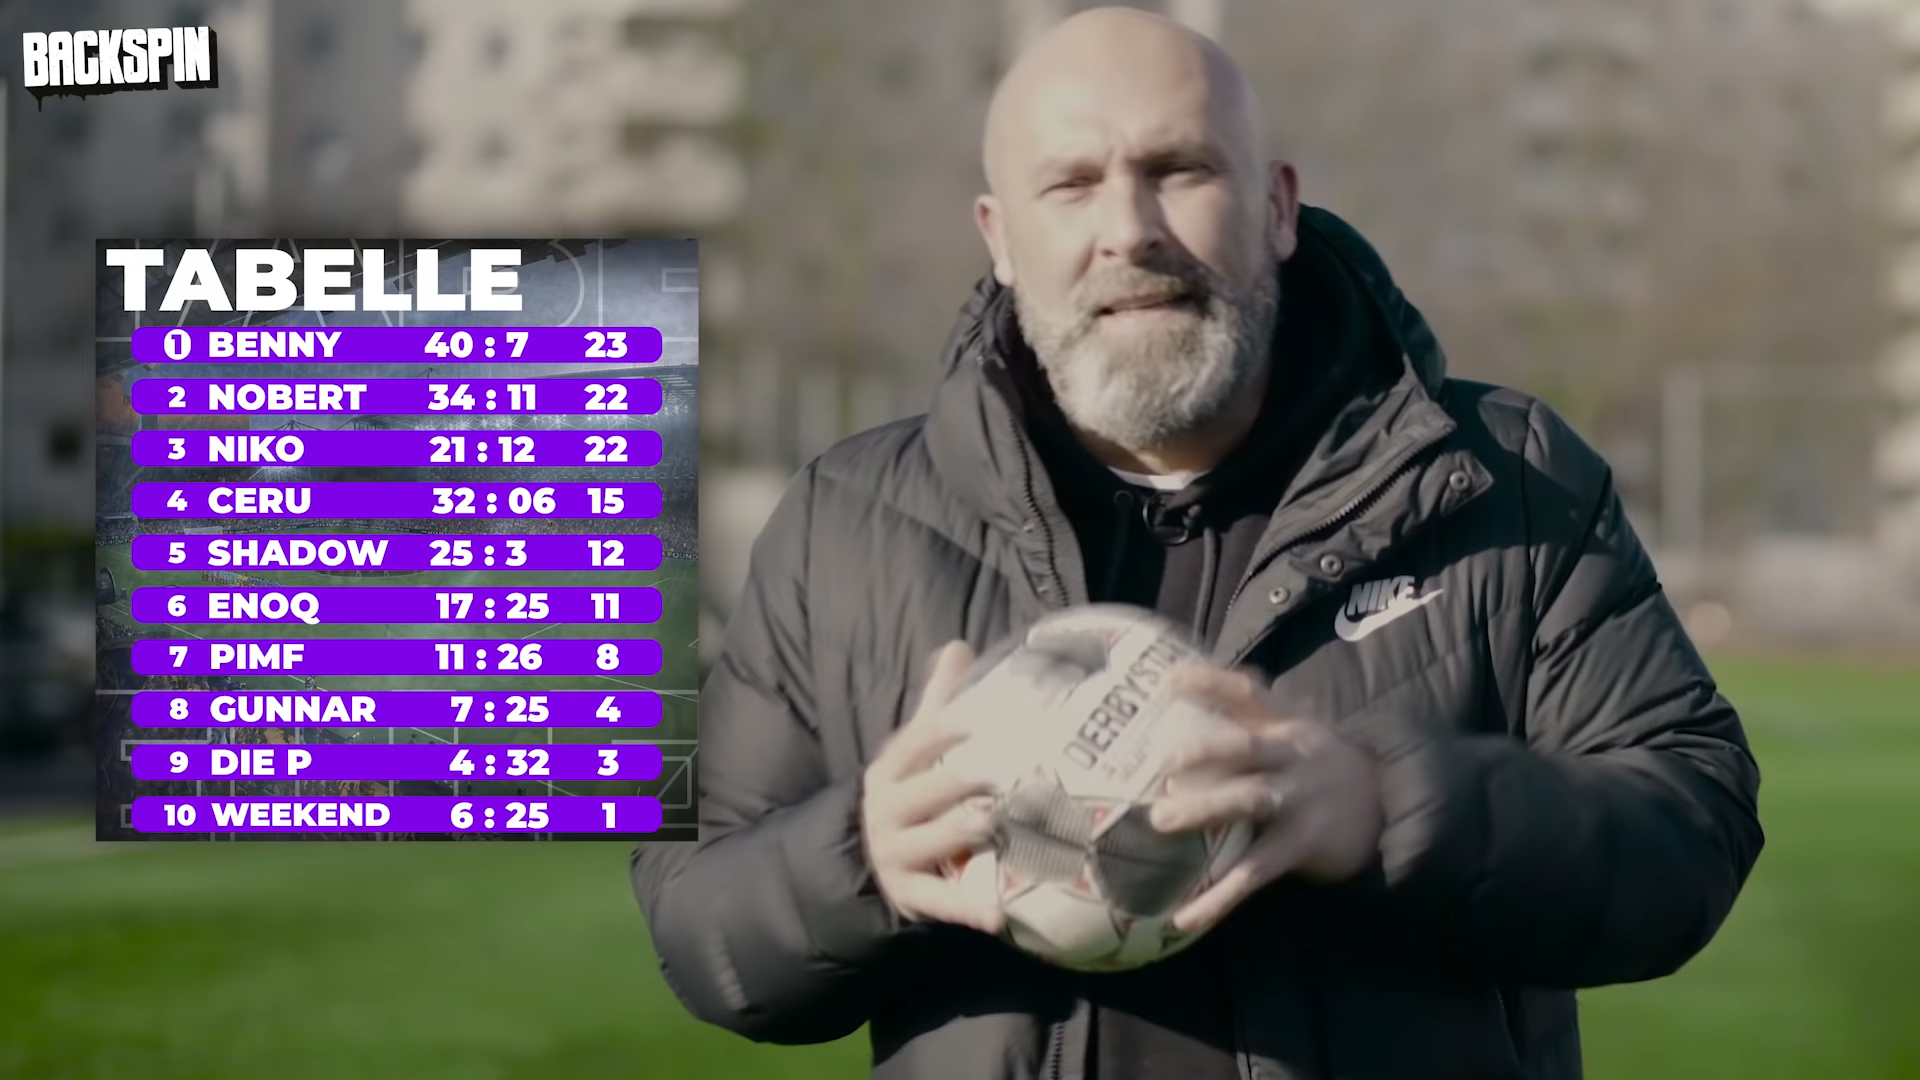 BACKSPIN
TABELLE
1 BENNY 40 : 7 23
2 NOBERT 34 : 11 22
3 NIKO 21 : 12 22
4 CERU 32 : 06 15
5 SHADOW 25 : 3 12
6 ENOQ 17 : 25 11
7 PIMF 11 : 26 8
8 GUNNAR 7 : 25 4
9 DIE P 4 : 32 3
10 WEEKEND 6 : 25 1
NIKE